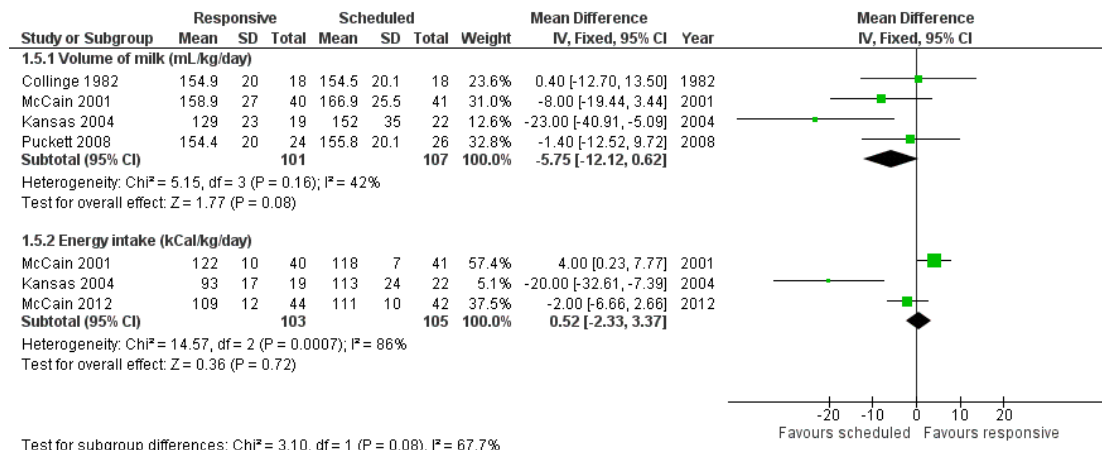 Responsive Scheduled Mean Difference Mean Difference
Study or Subgroup Mean SD Total Mean SD Total Weight IV, Fixed, 95% CI Year IV, Fixed, 95% CI
1.5.1 Volume of milk (mL/kg/day)
Collinge 1982 154.9 20 18 154.5 20.1 18 23.6% 0.40 [-12.70, 13.50] 1982
McCain 2001 158.9 27 40 166.9 25.5 41 31.0% -8.00 [-19.44, 3.44] 2001
Kansas 2004 129 23 19 152 35 22 12.6% -23.00 [-40.91, -5.09] 2004
Puckett 2008 154.4 20 24 155.8 20.1 26 32.8% -1.40 [-12.52, 9.72] 2008
Subtotal (95% CI) 101 107 100.0% -5.75 [-12.12, 0.62]
Heterogeneity: Chi² = 5.15, df = 3 (P = 0.16); I² = 42%
Test for overall effect: Z = 1.77 (P = 0.08)
1.5.2 Energy intake (kCal/kg/day)
McCain 2001 122 10 40 118 7 41 57.4% 4.00 [0.23, 7.77] 2001
Kansas 2004 93 17 19 113 24 22 5.1% -20.00 [-32.61, -7.39] 2004
McCain 2012 109 12 44 111 10 42 37.5% -2.00 [-6.66, 2.66] 2012
Subtotal (95% CI) 103 105 100.0% 0.52 [-2.33, 3.37]
Heterogeneity: Chi² = 14.57, df = 2 (P = 0.0007); I² = 86%
Test for overall effect: Z = 0.36 (P = 0.72)
-20 -10 0 10 20
Favours scheduled Favours responsive
Test for subgroup differences: Chi² = 3.10, df = 1 (P = 0.08), I² = 67.7%